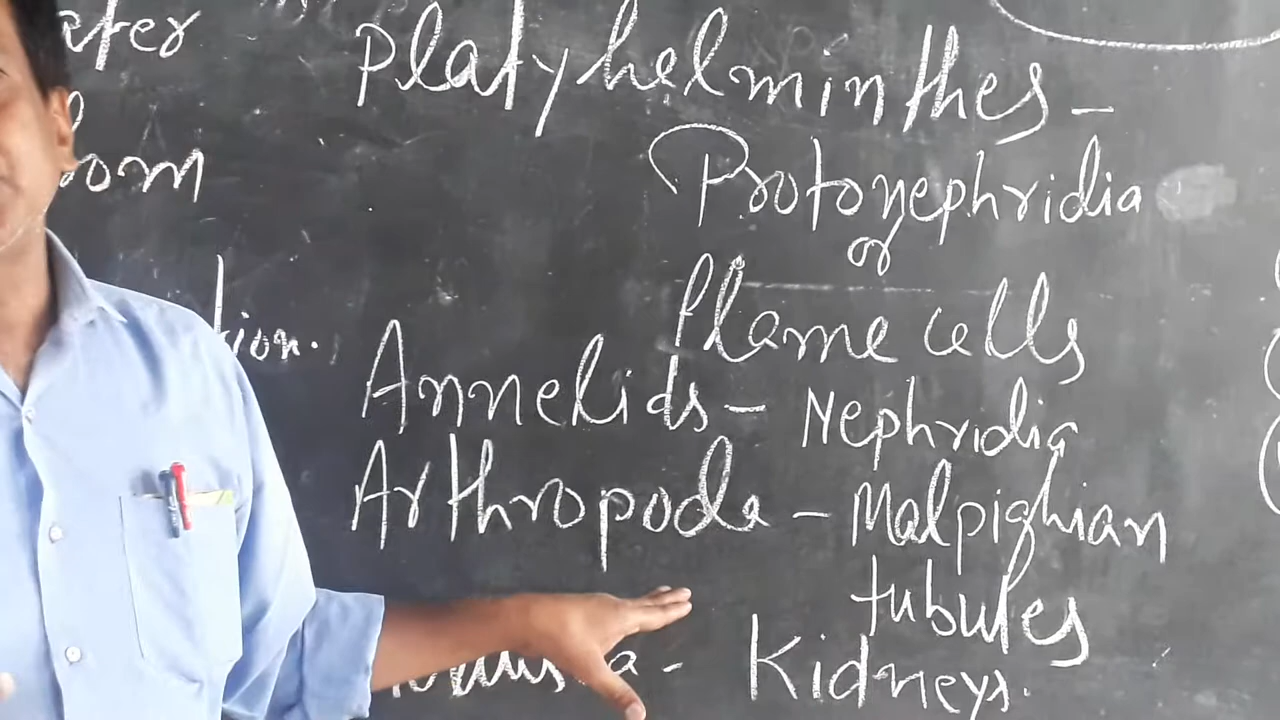 Platyhelminthes -
Protonephridia
or
flame cells
Annelids - Nephridia
Arthropoda - Malpighian
tubules
- Kidneys.